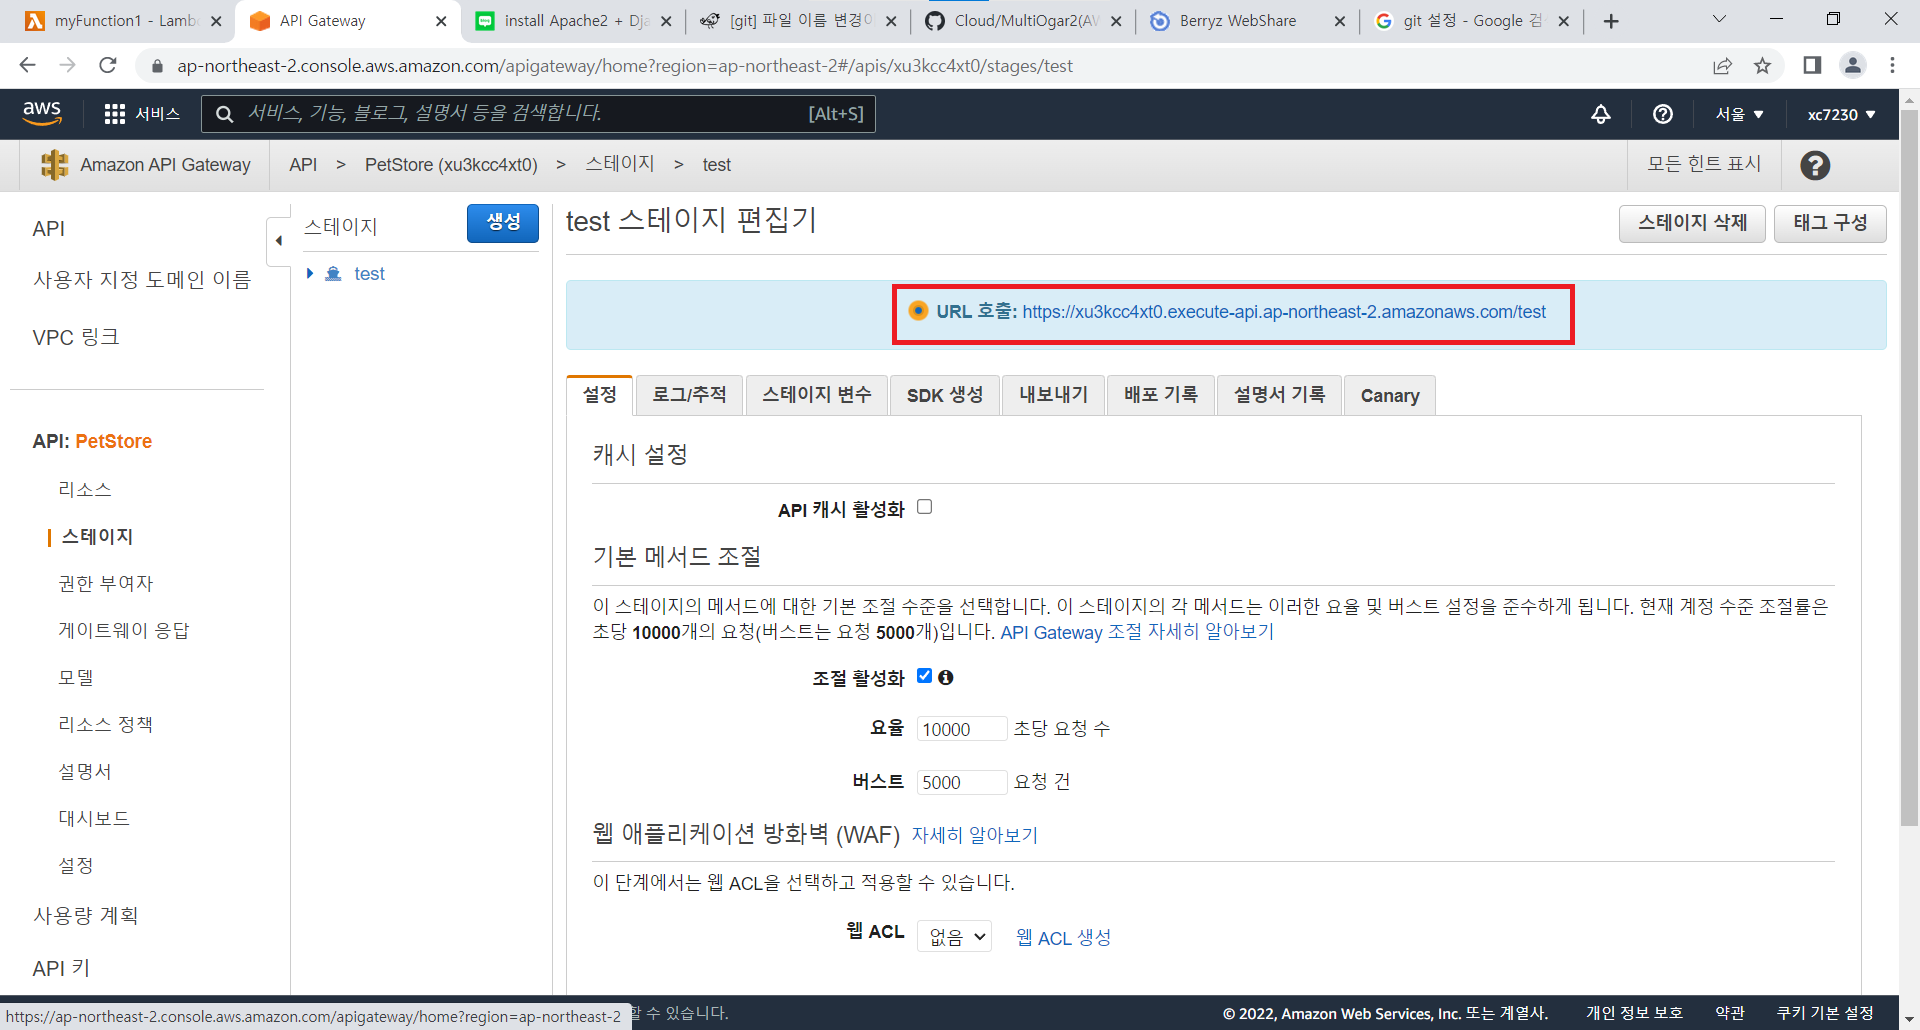 myFunction1 - Lamb
API Gateway
install Apache2 + Dja
[git] 파일 이름 변경이
Cloud/MultiOgar2(AW
Berryz WebShare
git 설정 - Google 검색
ap-northeast-2.console.aws.amazon.com/apigateway/home?region=ap-northeast-2#/apis/xu3kcc4xt0/stages/test
aws
서비스
서비스, 기능, 블로그, 설명서 등을 검색합니다.
[Alt+S]
서울
xc7230
Amazon API Gateway
API > PetStore (xu3kcc4xt0) > 스테이지 > test
모든 힌트 표시
API
사용자 지정 도메인 이름
VPC 링크
API: PetStore
리소스
스테이지
권한 부여자
게이트웨이 응답
모델
리소스 정책
설명서
대시보드
설정
사용량 계획
API 키
스테이지
생성
test
test 스테이지 편집기
스테이지 삭제
태그 구성
URL 호출: https://xu3kcc4xt0.execute-api.ap-northeast-2.amazonaws.com/test
설정
로그/추적
스테이지 변수
SDK 생성
내보내기
배포 기록
설명서 기록
Canary
캐시 설정
API 캐시 활성화
기본 메서드 조절
이 스테이지의 메서드에 대한 기본 조절 수준을 선택합니다. 이 스테이지의 각 메서드는 이러한 요율 및 버스트 설정을 준수하게 됩니다. 현재 계정 수준 조절률은
초당 10000개의 요청(버스트는 요청 5000개)입니다. API Gateway 조절 자세히 알아보기
조절 활성화
요율 10000 초당 요청 수
버스트 5000 요청 건
웹 애플리케이션 방화벽 (WAF) 자세히 알아보기
이 단계에서는 웹 ACL을 선택하고 적용할 수 있습니다.
웹 ACL 없음 웹 ACL 생성
https://ap-northeast-2.console.aws.amazon.com/apigateway/home?region=ap-northeast-2
할 수 있습니다.
© 2022, Amazon Web Services, Inc. 또는 계열사.
개인 정보 보호
약관
쿠키 기본 설정